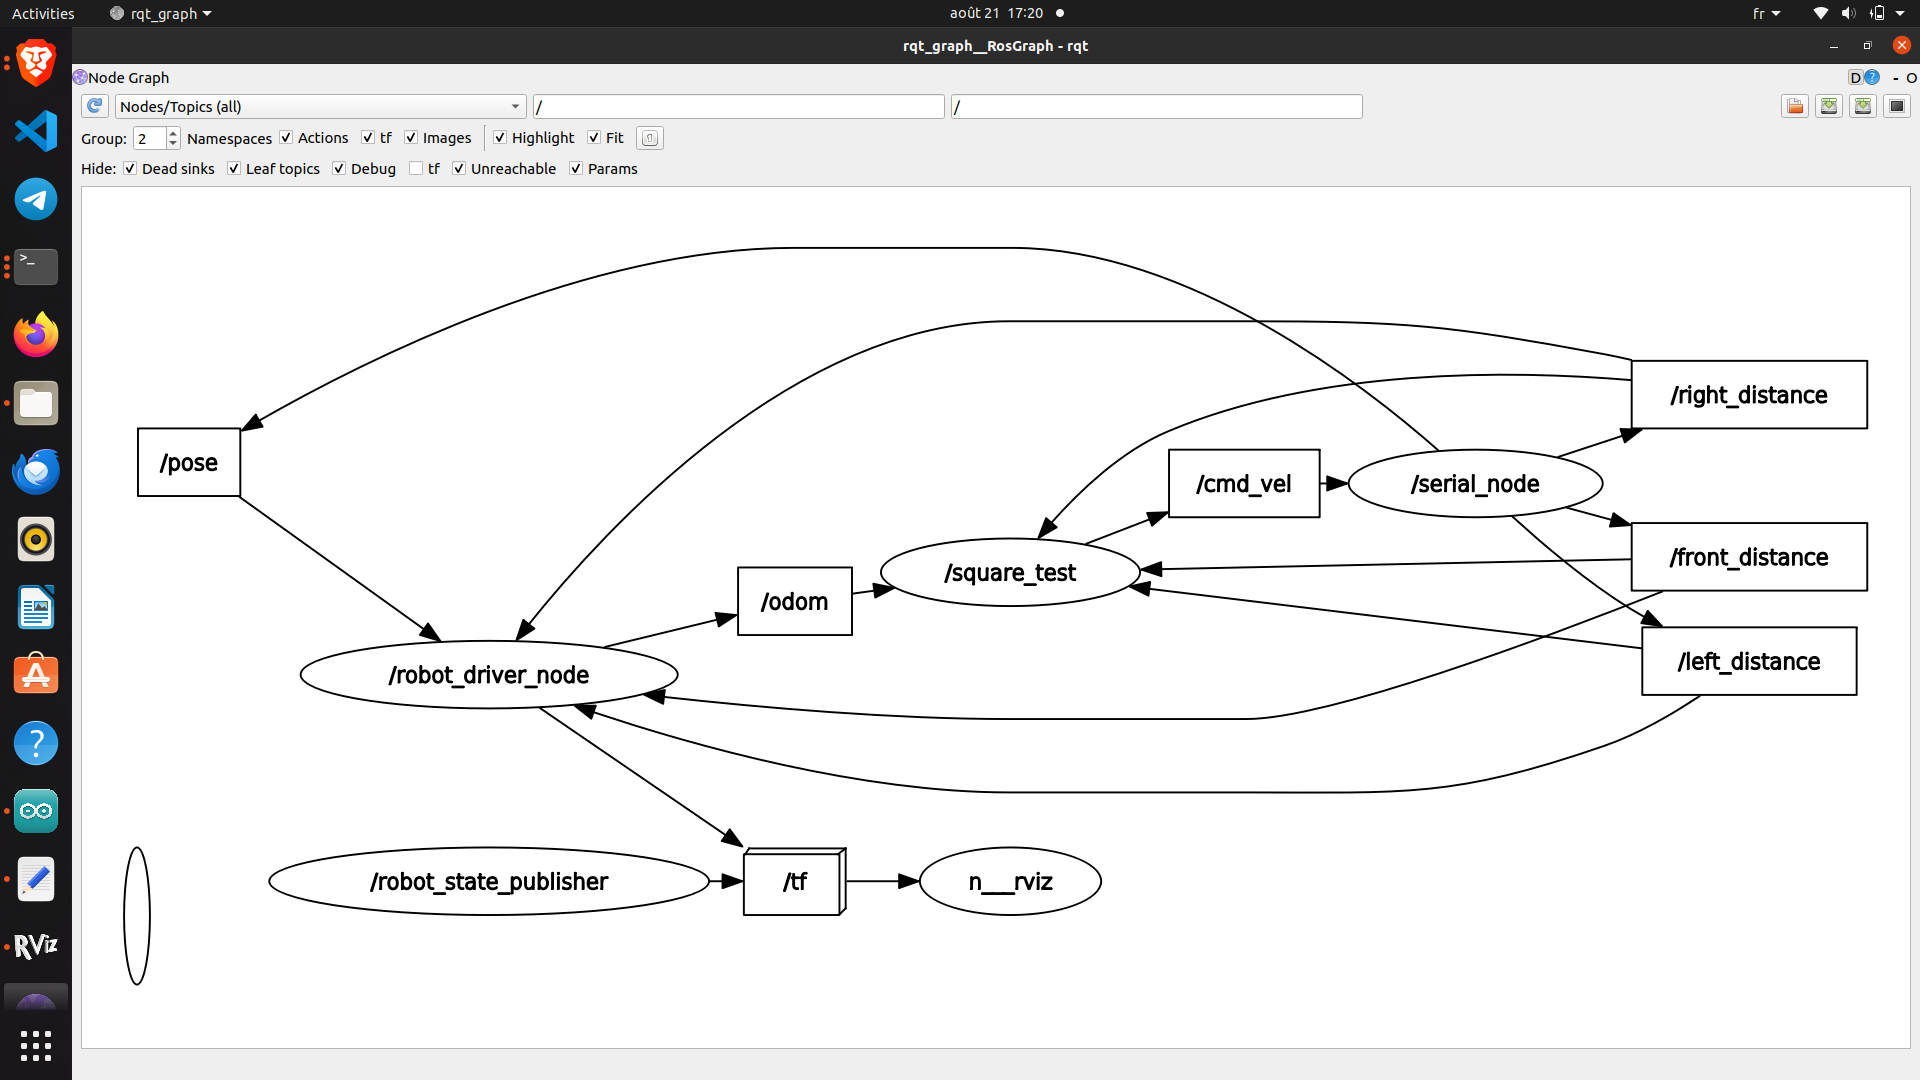 Activities rqt_graph août 21 17:20 fr
rqt_graph__RosGraph - rqt
Node Graph D ? - O
Nodes/Topics (all) / /
Group: 2 Namespaces Actions tf Images Highlight Fit
Hide: Dead sinks Leaf topics Debug tf Unreachable Params
/right_distance
/pose
/cmd_vel
/serial_node
/front_distance
/square_test
/odom
/left_distance
/robot_driver_node
/robot_state_publisher
/tf
n___rviz
>_
A
?
RViz